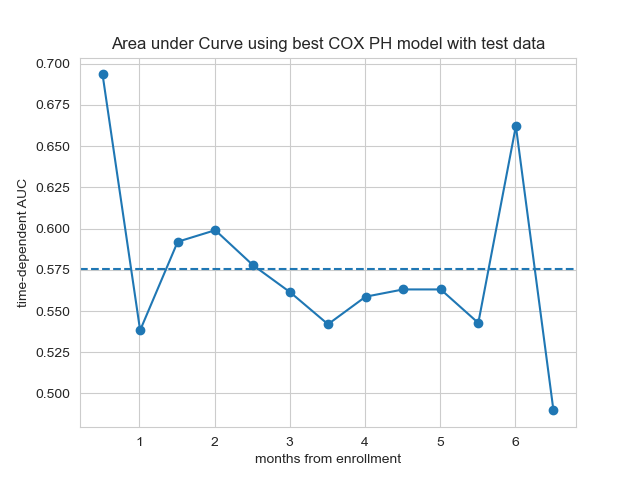 Area under Curve using best COX PH model with test data
0.700
0.675
0.650
0.625
0.600
0.575
0.550
0.525
0.500
time-dependent AUC
1 2 3 4 5 6
months from enrollment